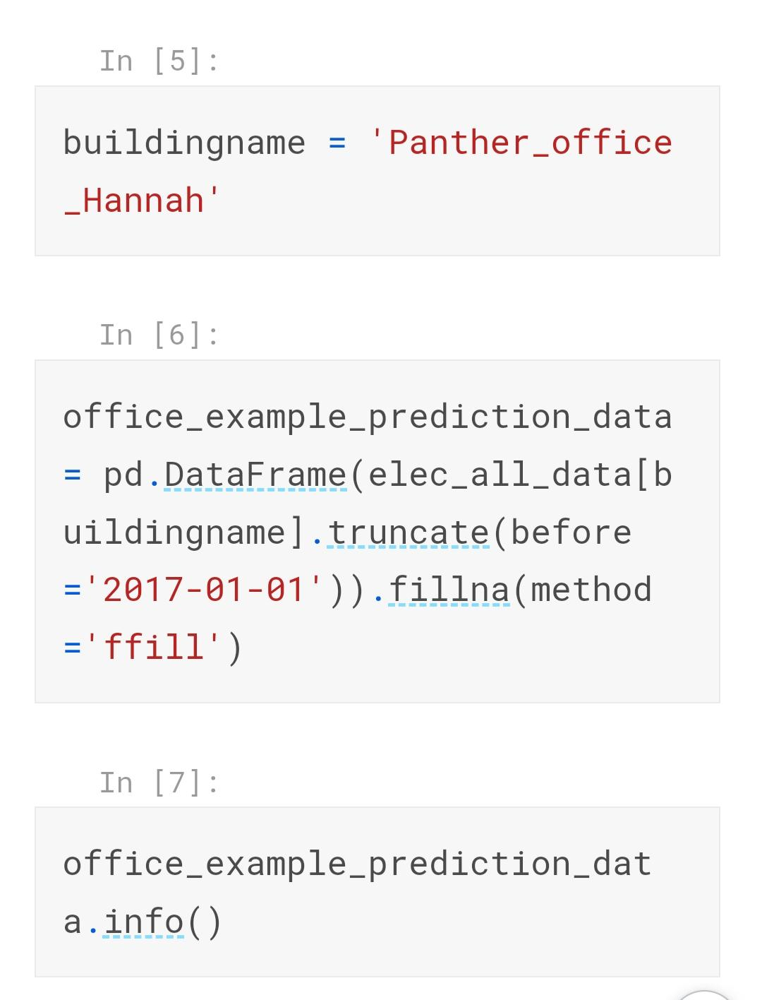 In [5]:
buildingname = 'Panther_office
_Hannah'
In [6]:
office_example_prediction_data
= pd.DataFrame(elec_all_data[b
uildingname].truncate(before
='2017-01-01')).fillna(method
='ffill')
In [7]:
office_example_prediction_dat
a.info()